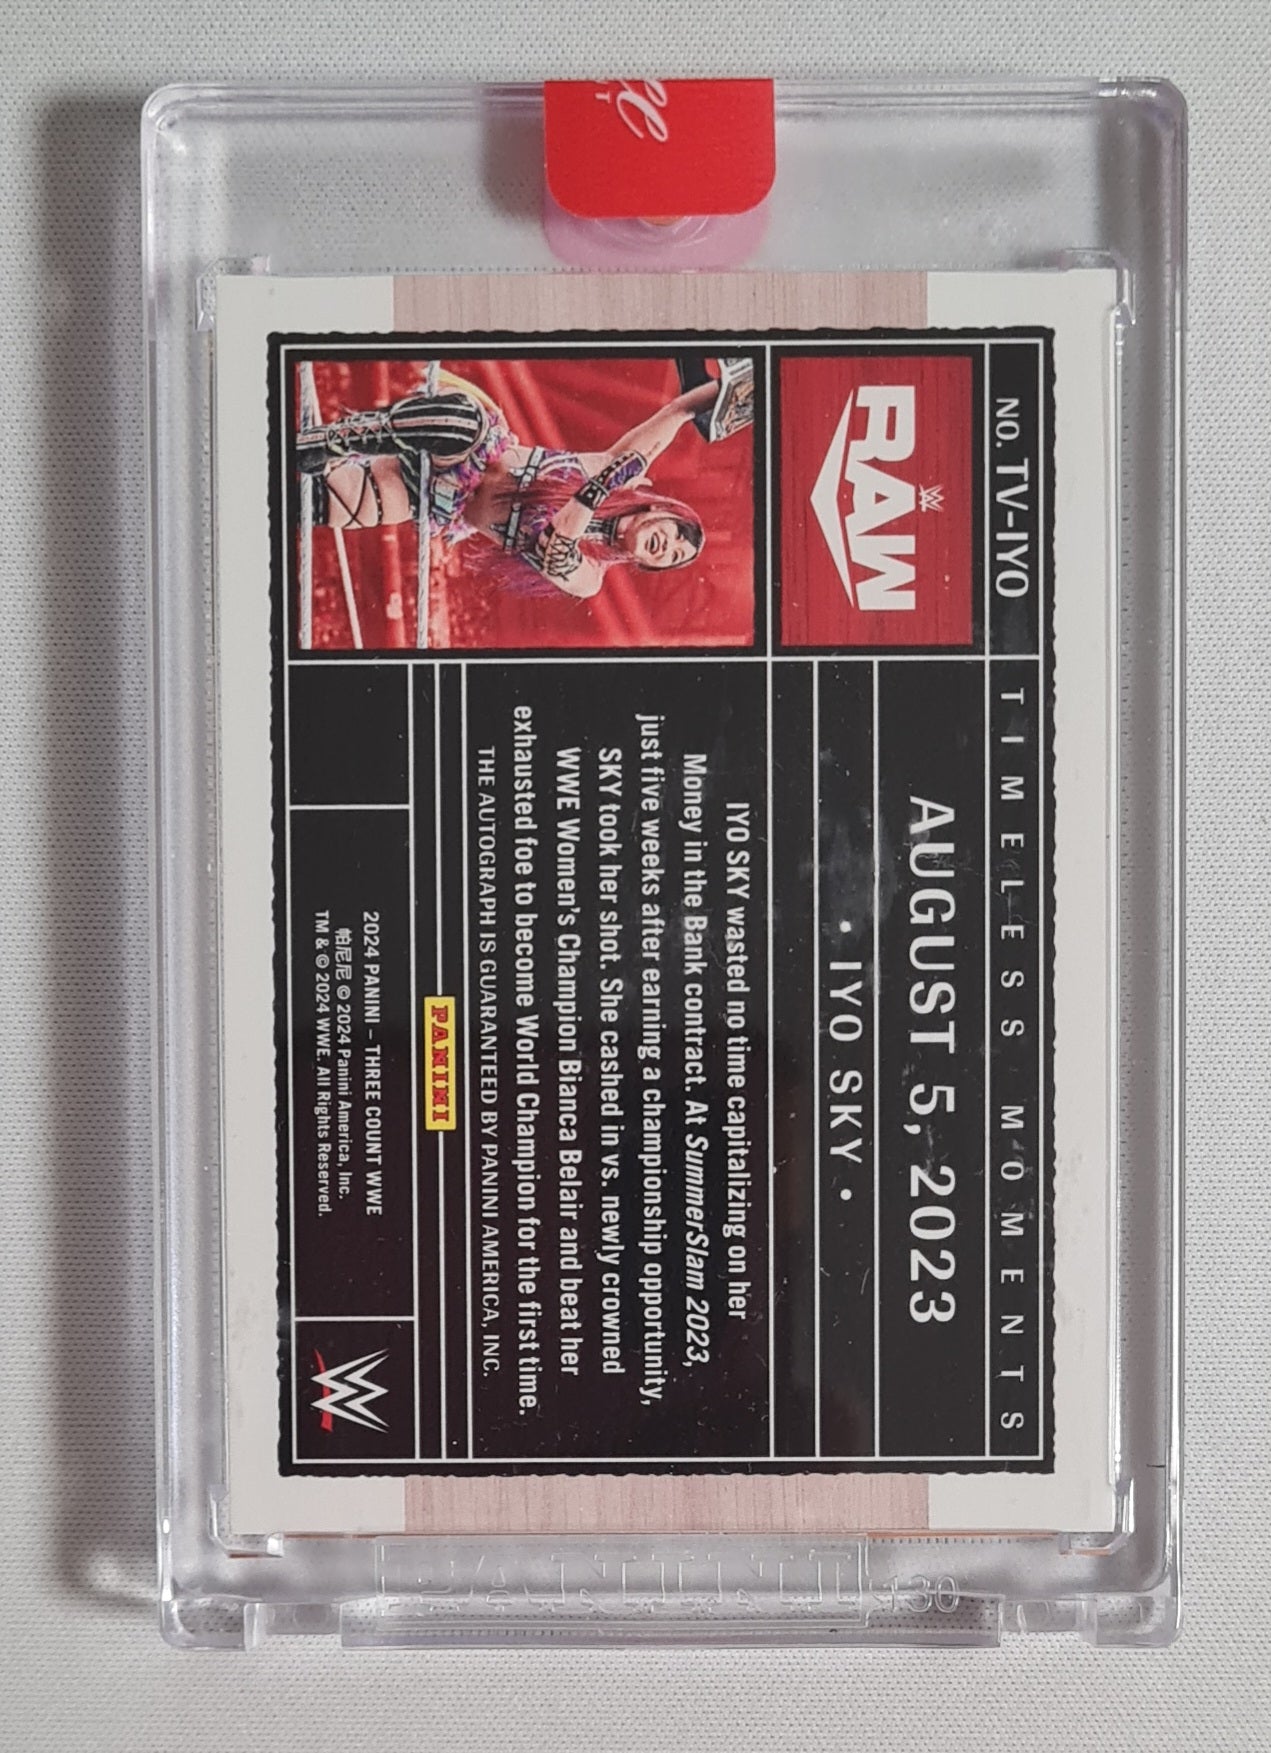 NO. TV-IYO
TIMELESS MOMENTS
W
RAW
AUGUST 5, 2023
• IYO SKY •
IYO SKY wasted no time capitalizing on her
Money in the Bank contract. At SummerSlam 2023,
just five weeks after earning a championship opportunity,
SKY took her shot. She cashed in vs. newly crowned
WWE Women's Champion Bianca Belair and beat her
exhausted foe to become World Champion for the first time.
THE AUTOGRAPH IS GUARANTEED BY PANINI AMERICA, INC.
PANINI
2024 PANINI – THREE COUNT WWE
帕尼尼 © 2024 Panini America, Inc.
TM & © 2024 WWE. All Rights Reserved.
W
PANINI
130